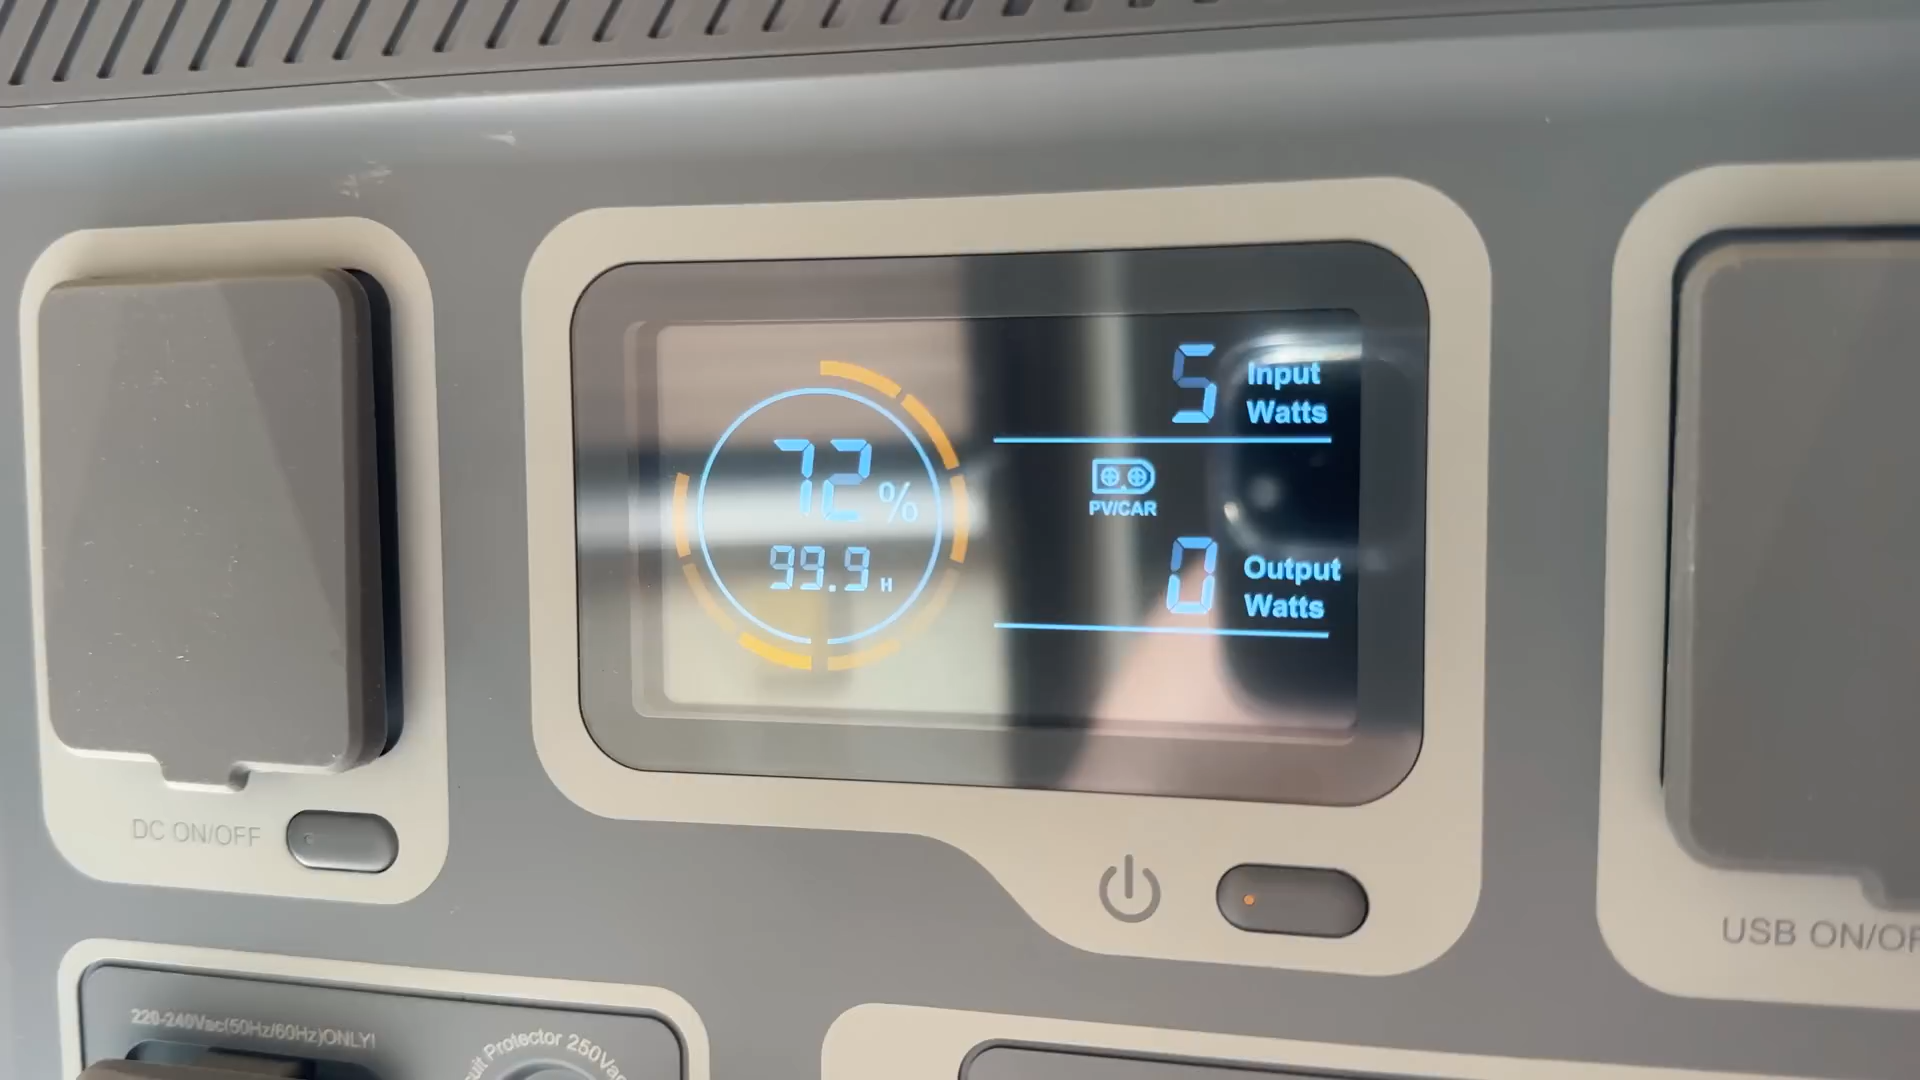 5 Input
Watts
72%
99.9 H
PV/CAR
0 Output
Watts
DC ON/OFF
USB ON/OF
220-240Vac(50Hz/60Hz)ONLY!
Protector 250Vac